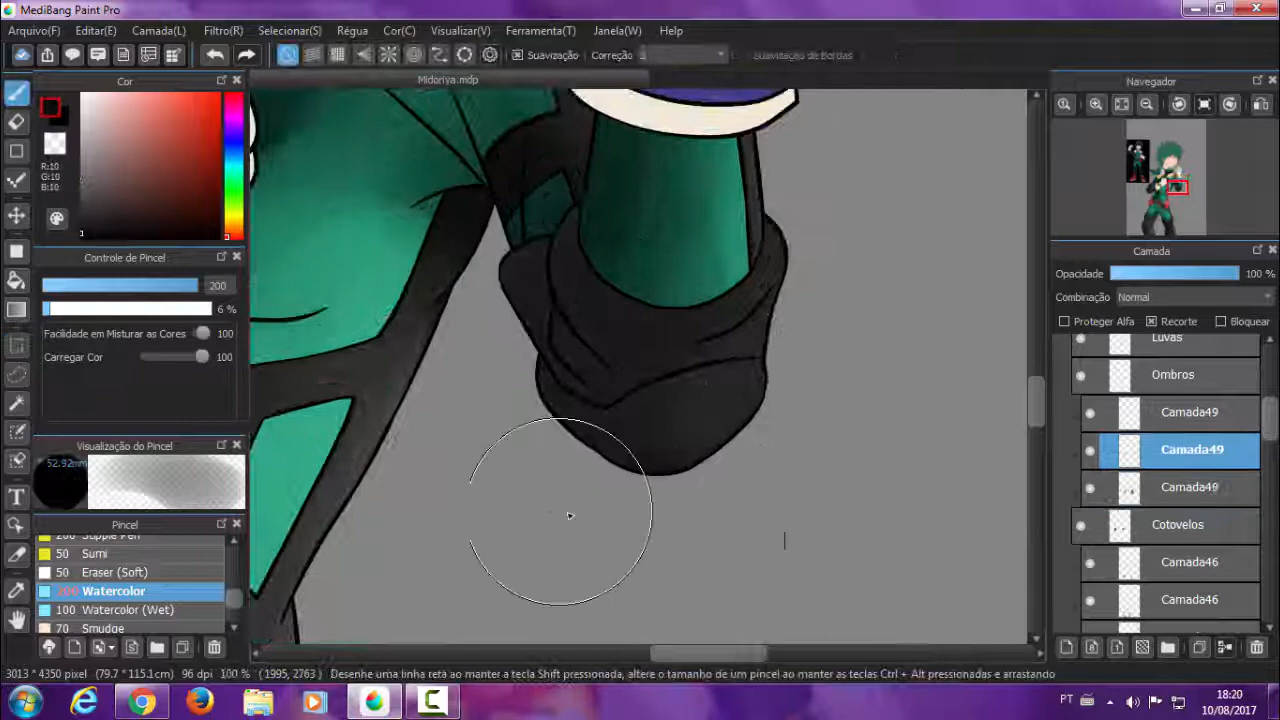 MediBang Paint Pro
Arquivo(F) Editar(E) Camada(L) Filtro(R) Selecionar(S) Régua Cor(C) Visualizar(V) Ferramenta(T) Janela(W) Help
Suavização Correção Suavização de Bordas
Cor
Midoriya.mdp
Navegador
R:10
G:10
B:10
Controle de Pincel
200
6 %
Facilidade em Misturar as Cores 100
Carregar Cor 100
Visualização do Pincel
52.92mm
Pincel
200 Supple Pen
50 Sumi
50 Eraser (Soft)
200 Watercolor
100 Watercolor (Wet)
70 Smudge
Camada
Opacidade 100 %
Combinação Normal
Proteger Alfa Recorte Bloquear
Luvas
Ombros
Camada49
Camada49
Camada49
Cotovelos
Camada46
Camada46
3013 * 4350 pixel (79.7 * 115.1cm) 96 dpi 100 % (1995, 2763) Desenhe uma linha reta ao manter a tecla Shift pressionada, altere o tamanho de um pincel ao manter as teclas Ctrl + Alt pressionadas e arrastando
PT
18:20
10/08/2017